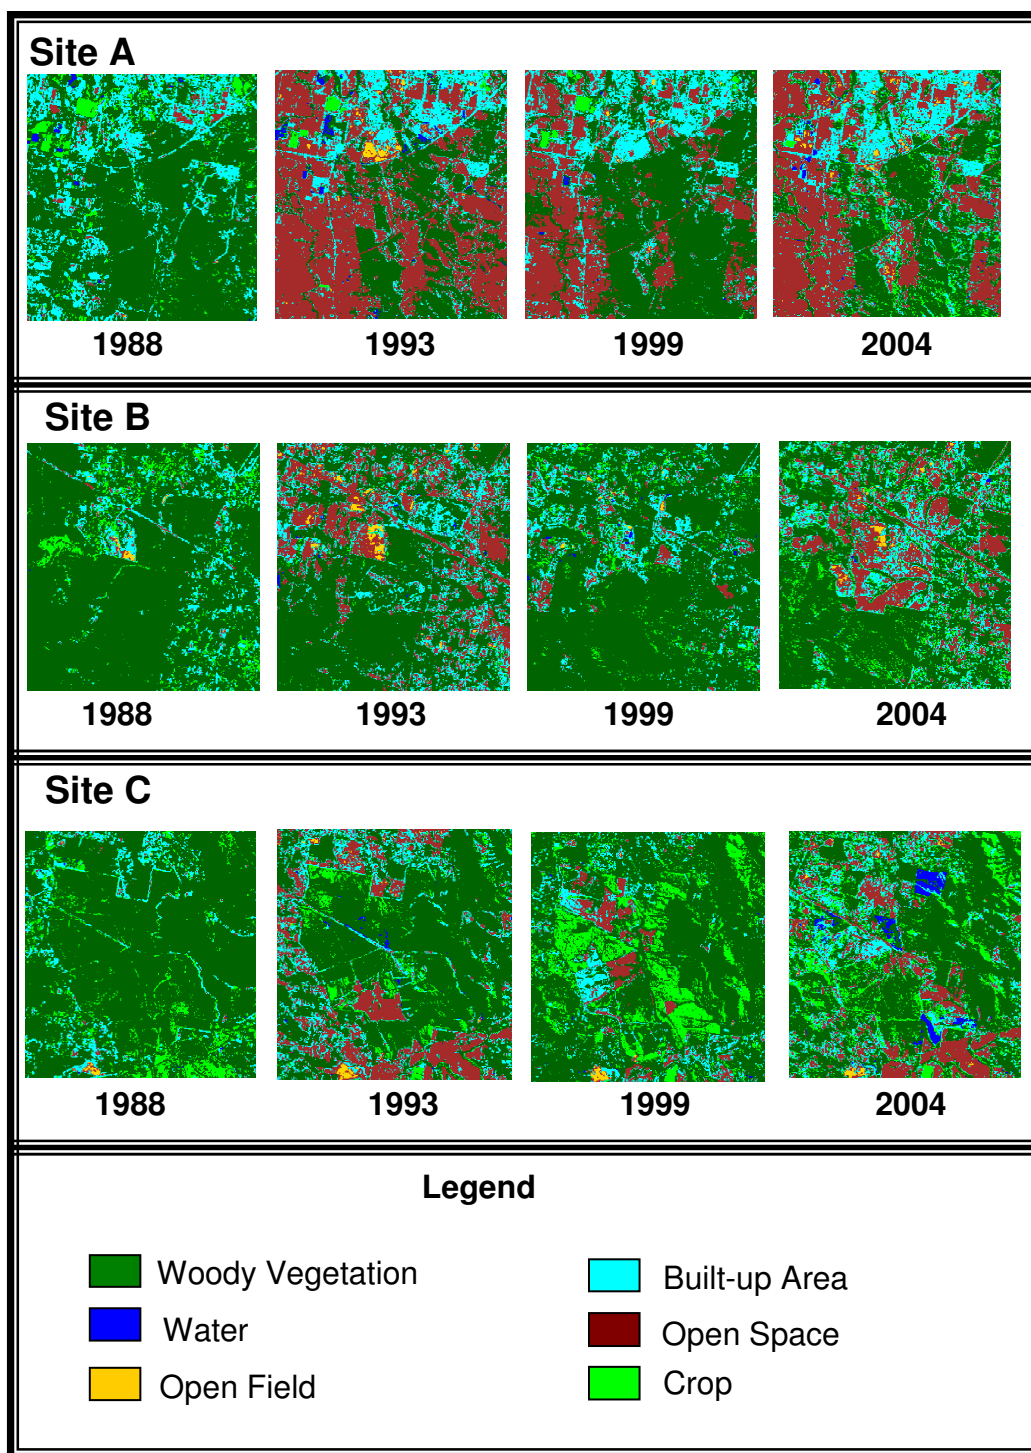 Site A
1988 1993 1999 2004
Site B
1988 1993 1999 2004
Site C
1988 1993 1999 2004
Legend
Woody Vegetation
Built-up Area
Water
Open Space
Open Field
Crop